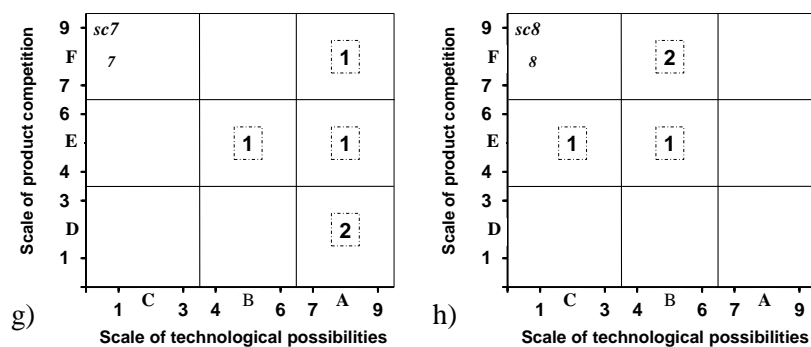 g)
Scale of product competition
9
F
7
6
E
4
3
D
1
sc7
7
1
1
1
2
1
C
3
4
B
6
7
A
9
Scale of technological possibilities
h)
Scale of product competition
9
F
7
6
E
4
3
D
1
sc8
8
2
1
1
1
C
3
4
B
6
7
A
9
Scale of technological possibilities